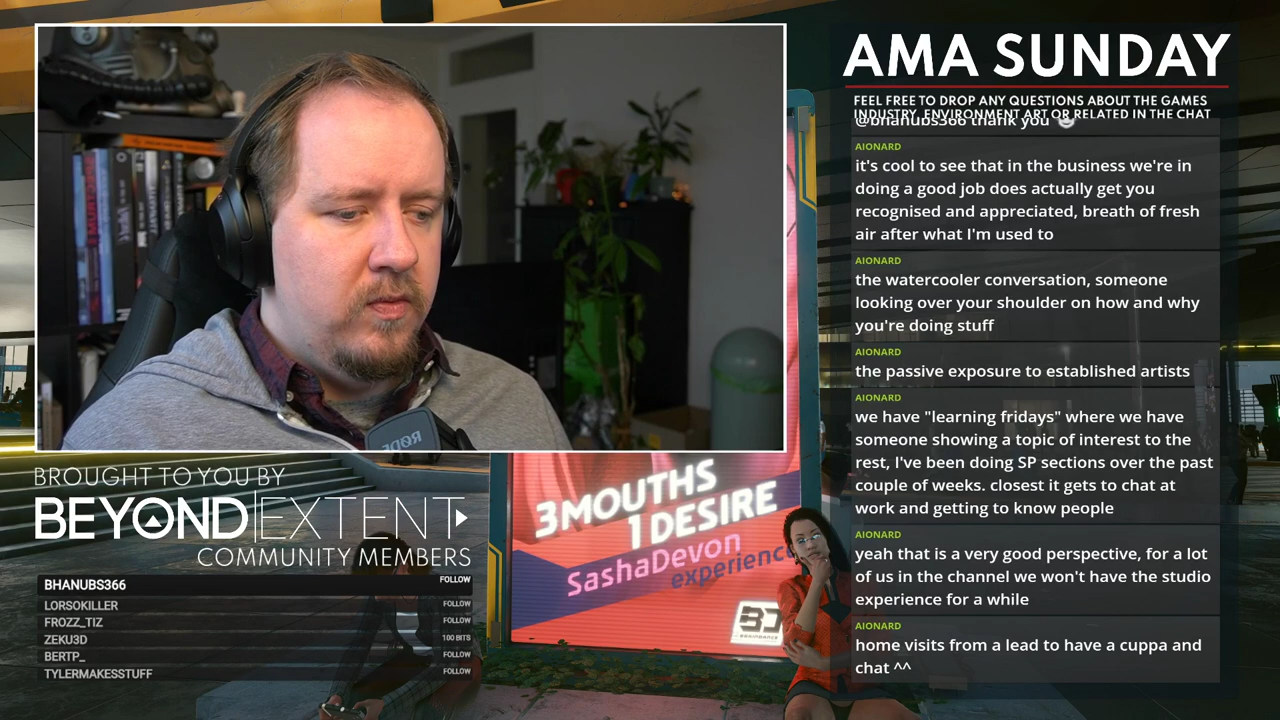 AMA SUNDAY
FEEL FREE TO DROP ANY QUESTIONS ABOUT THE GAMES
INDUSTRY, ENVIRONMENT ART OR RELATED IN THE CHAT
@bhanubs366 thank you
AIONARD
it's cool to see that in the business we're in
doing a good job does actually get you
recognised and appreciated, breath of fresh
air after what I'm used to
AIONARD
the watercooler conversation, someone
looking over your shoulder on how and why
you're doing stuff
AIONARD
the passive exposure to established artists
AIONARD
we have "learning fridays" where we have
someone showing a topic of interest to the
rest, I've been doing SP sections over the past
couple of weeks. closest it gets to chat at
work and getting to know people
AIONARD
yeah that is a very good perspective, for a lot
of us in the channel we won't have the studio
experience for a while
AIONARD
home visits from a lead to have a cuppa and
chat ^^
RØDE
BROUGHT TO YOU BY
BEYOND|EXTENT
COMMUNITY MEMBERS
BHANUBS366 FOLLOW
LORSOKILLER FOLLOW
FROZZ_TIZ FOLLOW
ZEKU3D 100 BITS
BERTP_ FOLLOW
TYLERMAKESSTUFF FOLLOW
3 MOUTHS
1 DESIRE
SashaDevon
experience
BD
BRAINDANCE